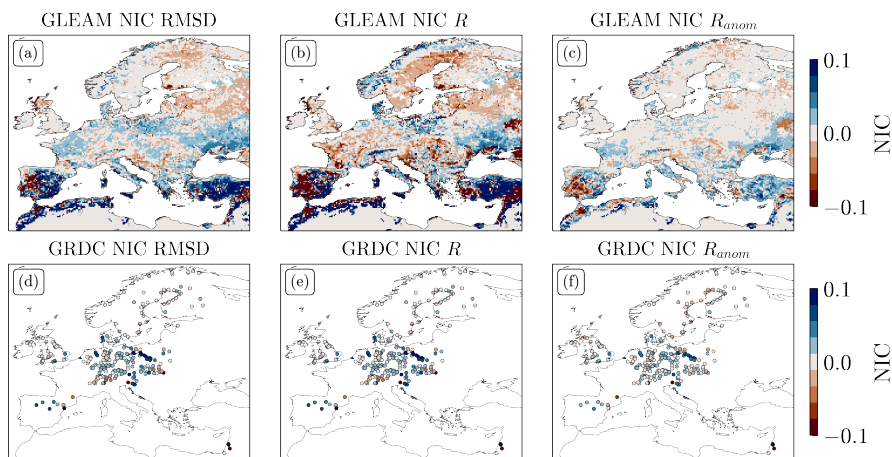 GLEAM NIC RMSD
GLEAM NIC R
GLEAM NIC R_anom
(a)
(b)
(c)
0.1
0.0
−0.1
NIC
GRDC NIC RMSD
GRDC NIC R
GRDC NIC R_anom
(d)
(e)
(f)
0.1
0.0
−0.1
NIC